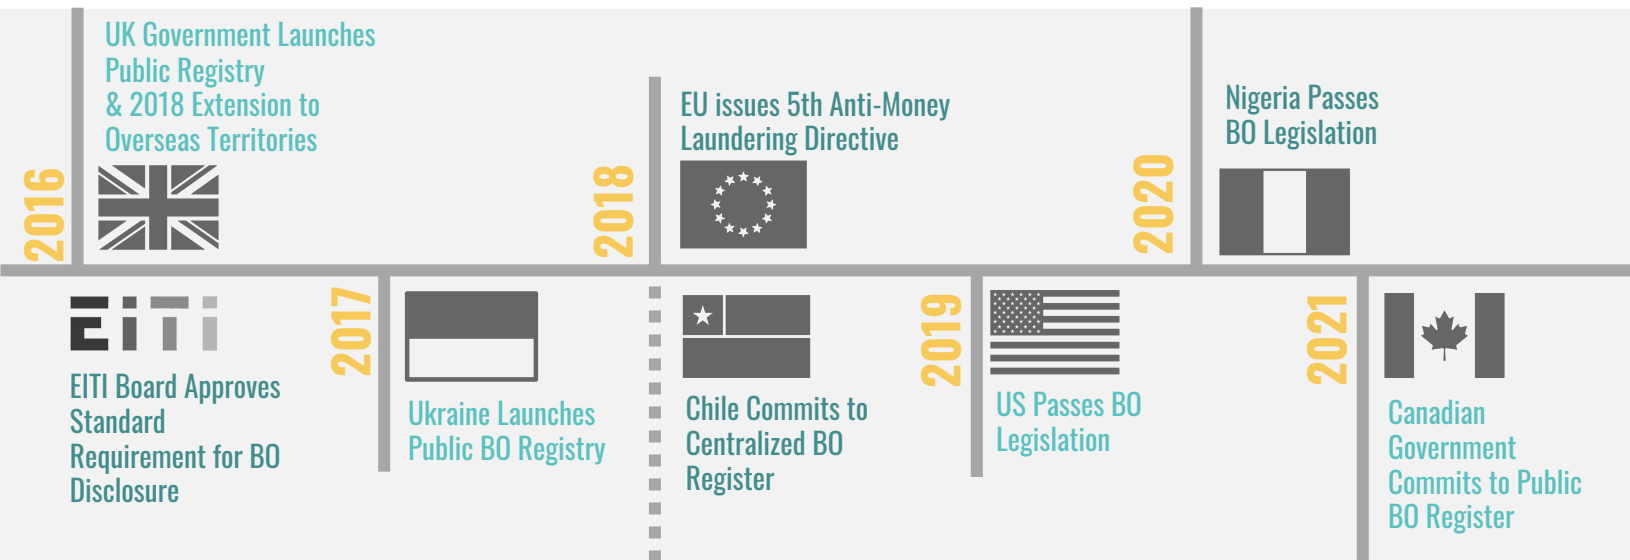 2016
UK Government Launches
Public Registry
& 2018 Extension to
Overseas Territories
EITI
EITI Board Approves
Standard
Requirement for BO
Disclosure
2017
Ukraine Launches
Public BO Registry
2018
EU issues 5th Anti-Money
Laundering Directive
Chile Commits to
Centralized BO
Register
2019
US Passes BO
Legislation
2020
Nigeria Passes
BO Legislation
2021
Canadian
Government
Commits to Public
BO Register